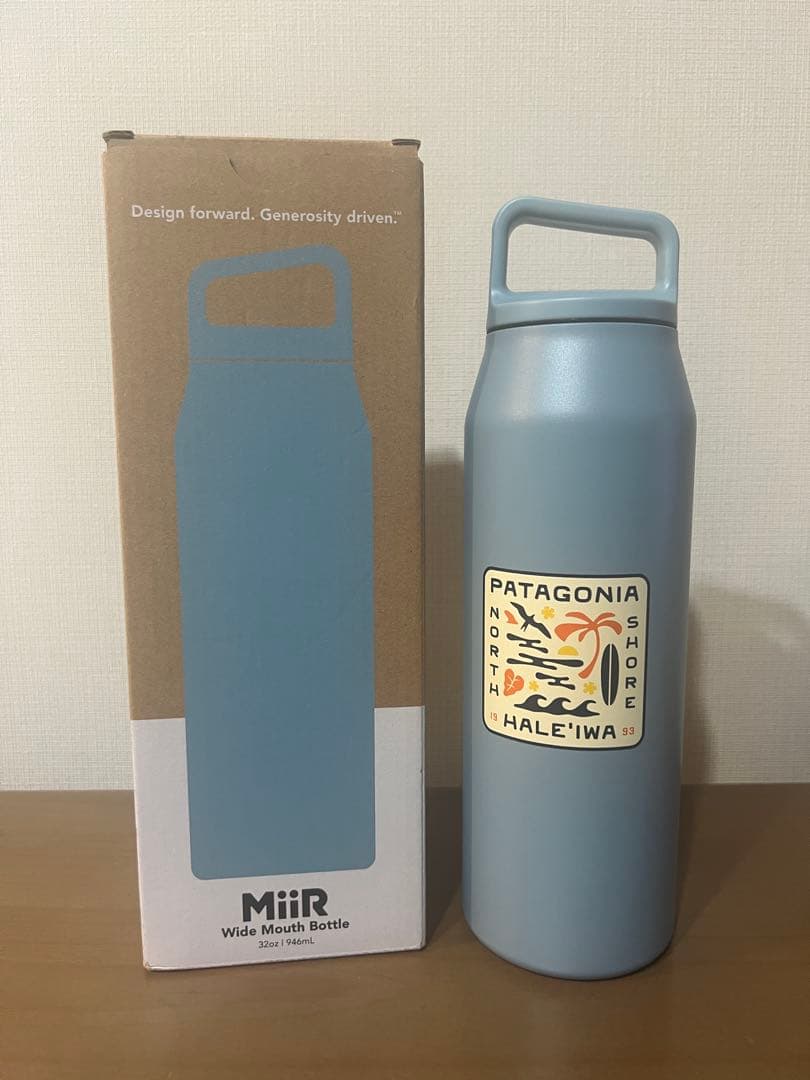 Design forward. Generosity driven.™
MiiR
Wide Mouth Bottle
32oz | 946mL
PATAGONIA
NORTH
SHORE
19
HALE'IWA
93